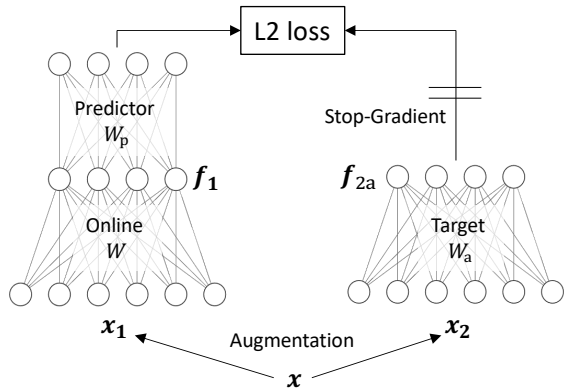 L2 loss
Predictor
W_p
Stop-Gradient
f_1
f_2a
Online
W
Target
W_a
x_1
x_2
Augmentation
x